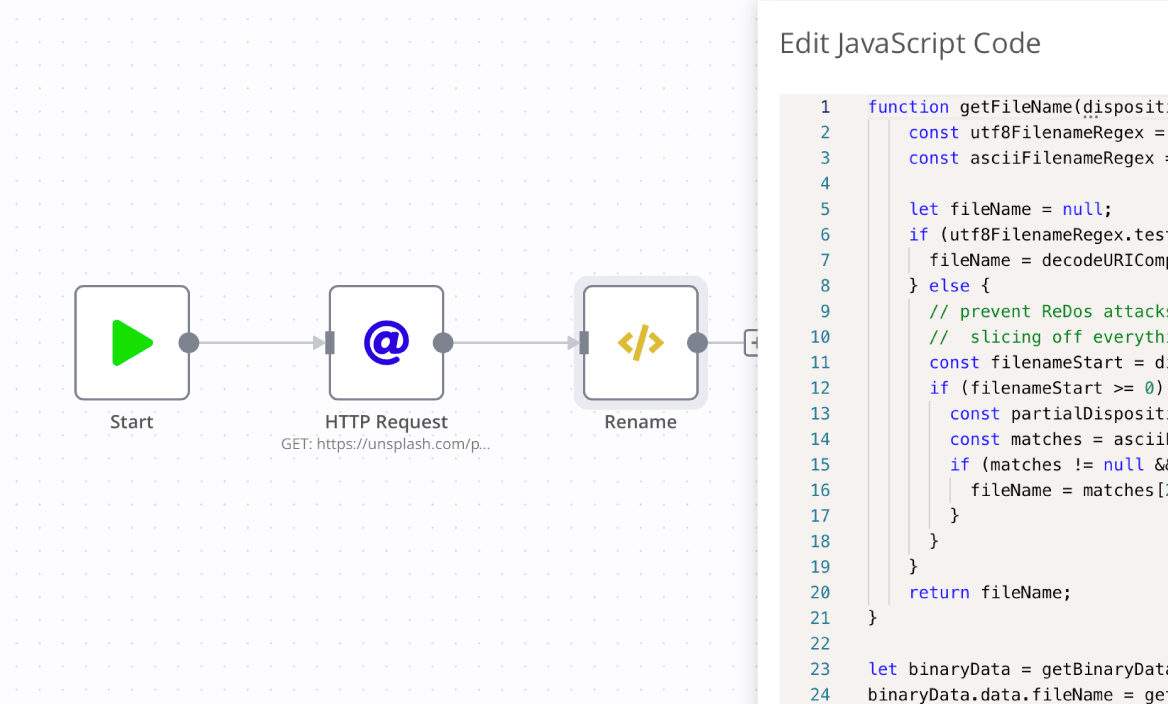 Start
HTTP Request
GET: https://unsplash.com/p...
Rename
Edit JavaScript Code
1 function getFileName(dispositi
2 const utf8FilenameRegex =
3 const asciiFilenameRegex =
4
5 let fileName = null;
6 if (utf8FilenameRegex.test
7 fileName = decodeURIComp
8 } else {
9 // prevent ReDos attacks
10 //  slicing off everythi
11 const filenameStart = di
12 if (filenameStart >= 0)
13 const partialDispositi
14 const matches = ascii
15 if (matches != null &&
16 fileName = matches[
17 }
18 }
19 }
20 return fileName;
21 }
22
23 let binaryData = getBinaryData
24 binaryData.data.fileName = get